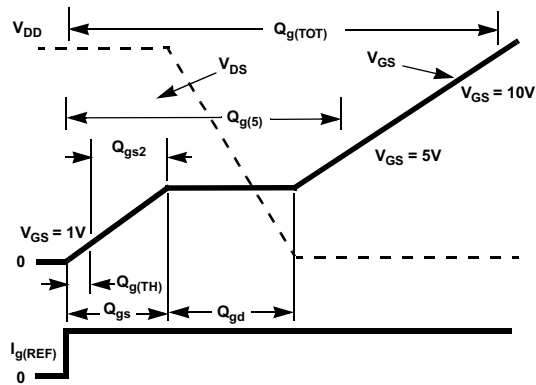 V_DD
Q_g(TOT)
V_DS
V_GS
V_GS = 10V
Q_g(5)
Q_gs2
V_GS = 5V
V_GS = 1V
0
Q_g(TH)
Q_gs
Q_gd
I_g(REF)
0